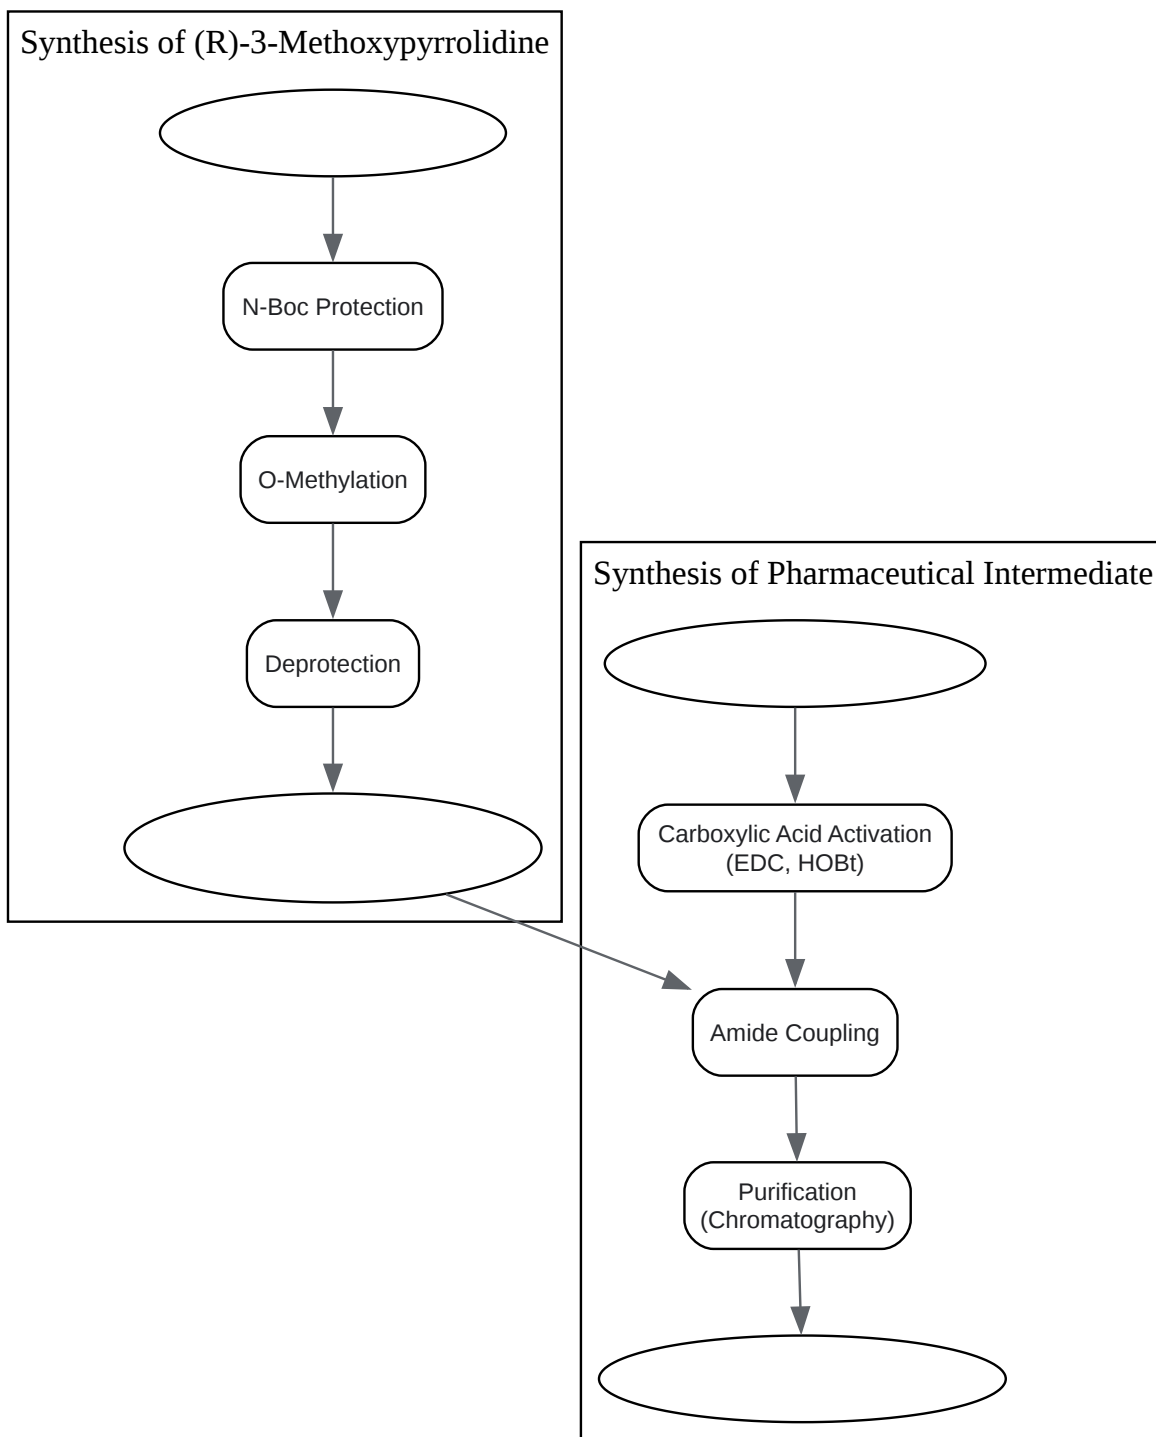 Synthesis of (R)-3-Methoxypyrrolidine
N-Boc Protection
O-Methylation
Deprotection
Synthesis of Pharmaceutical Intermediate
Carboxylic Acid Activation
(EDC, HOBt)
Amide Coupling
Purification
(Chromatography)